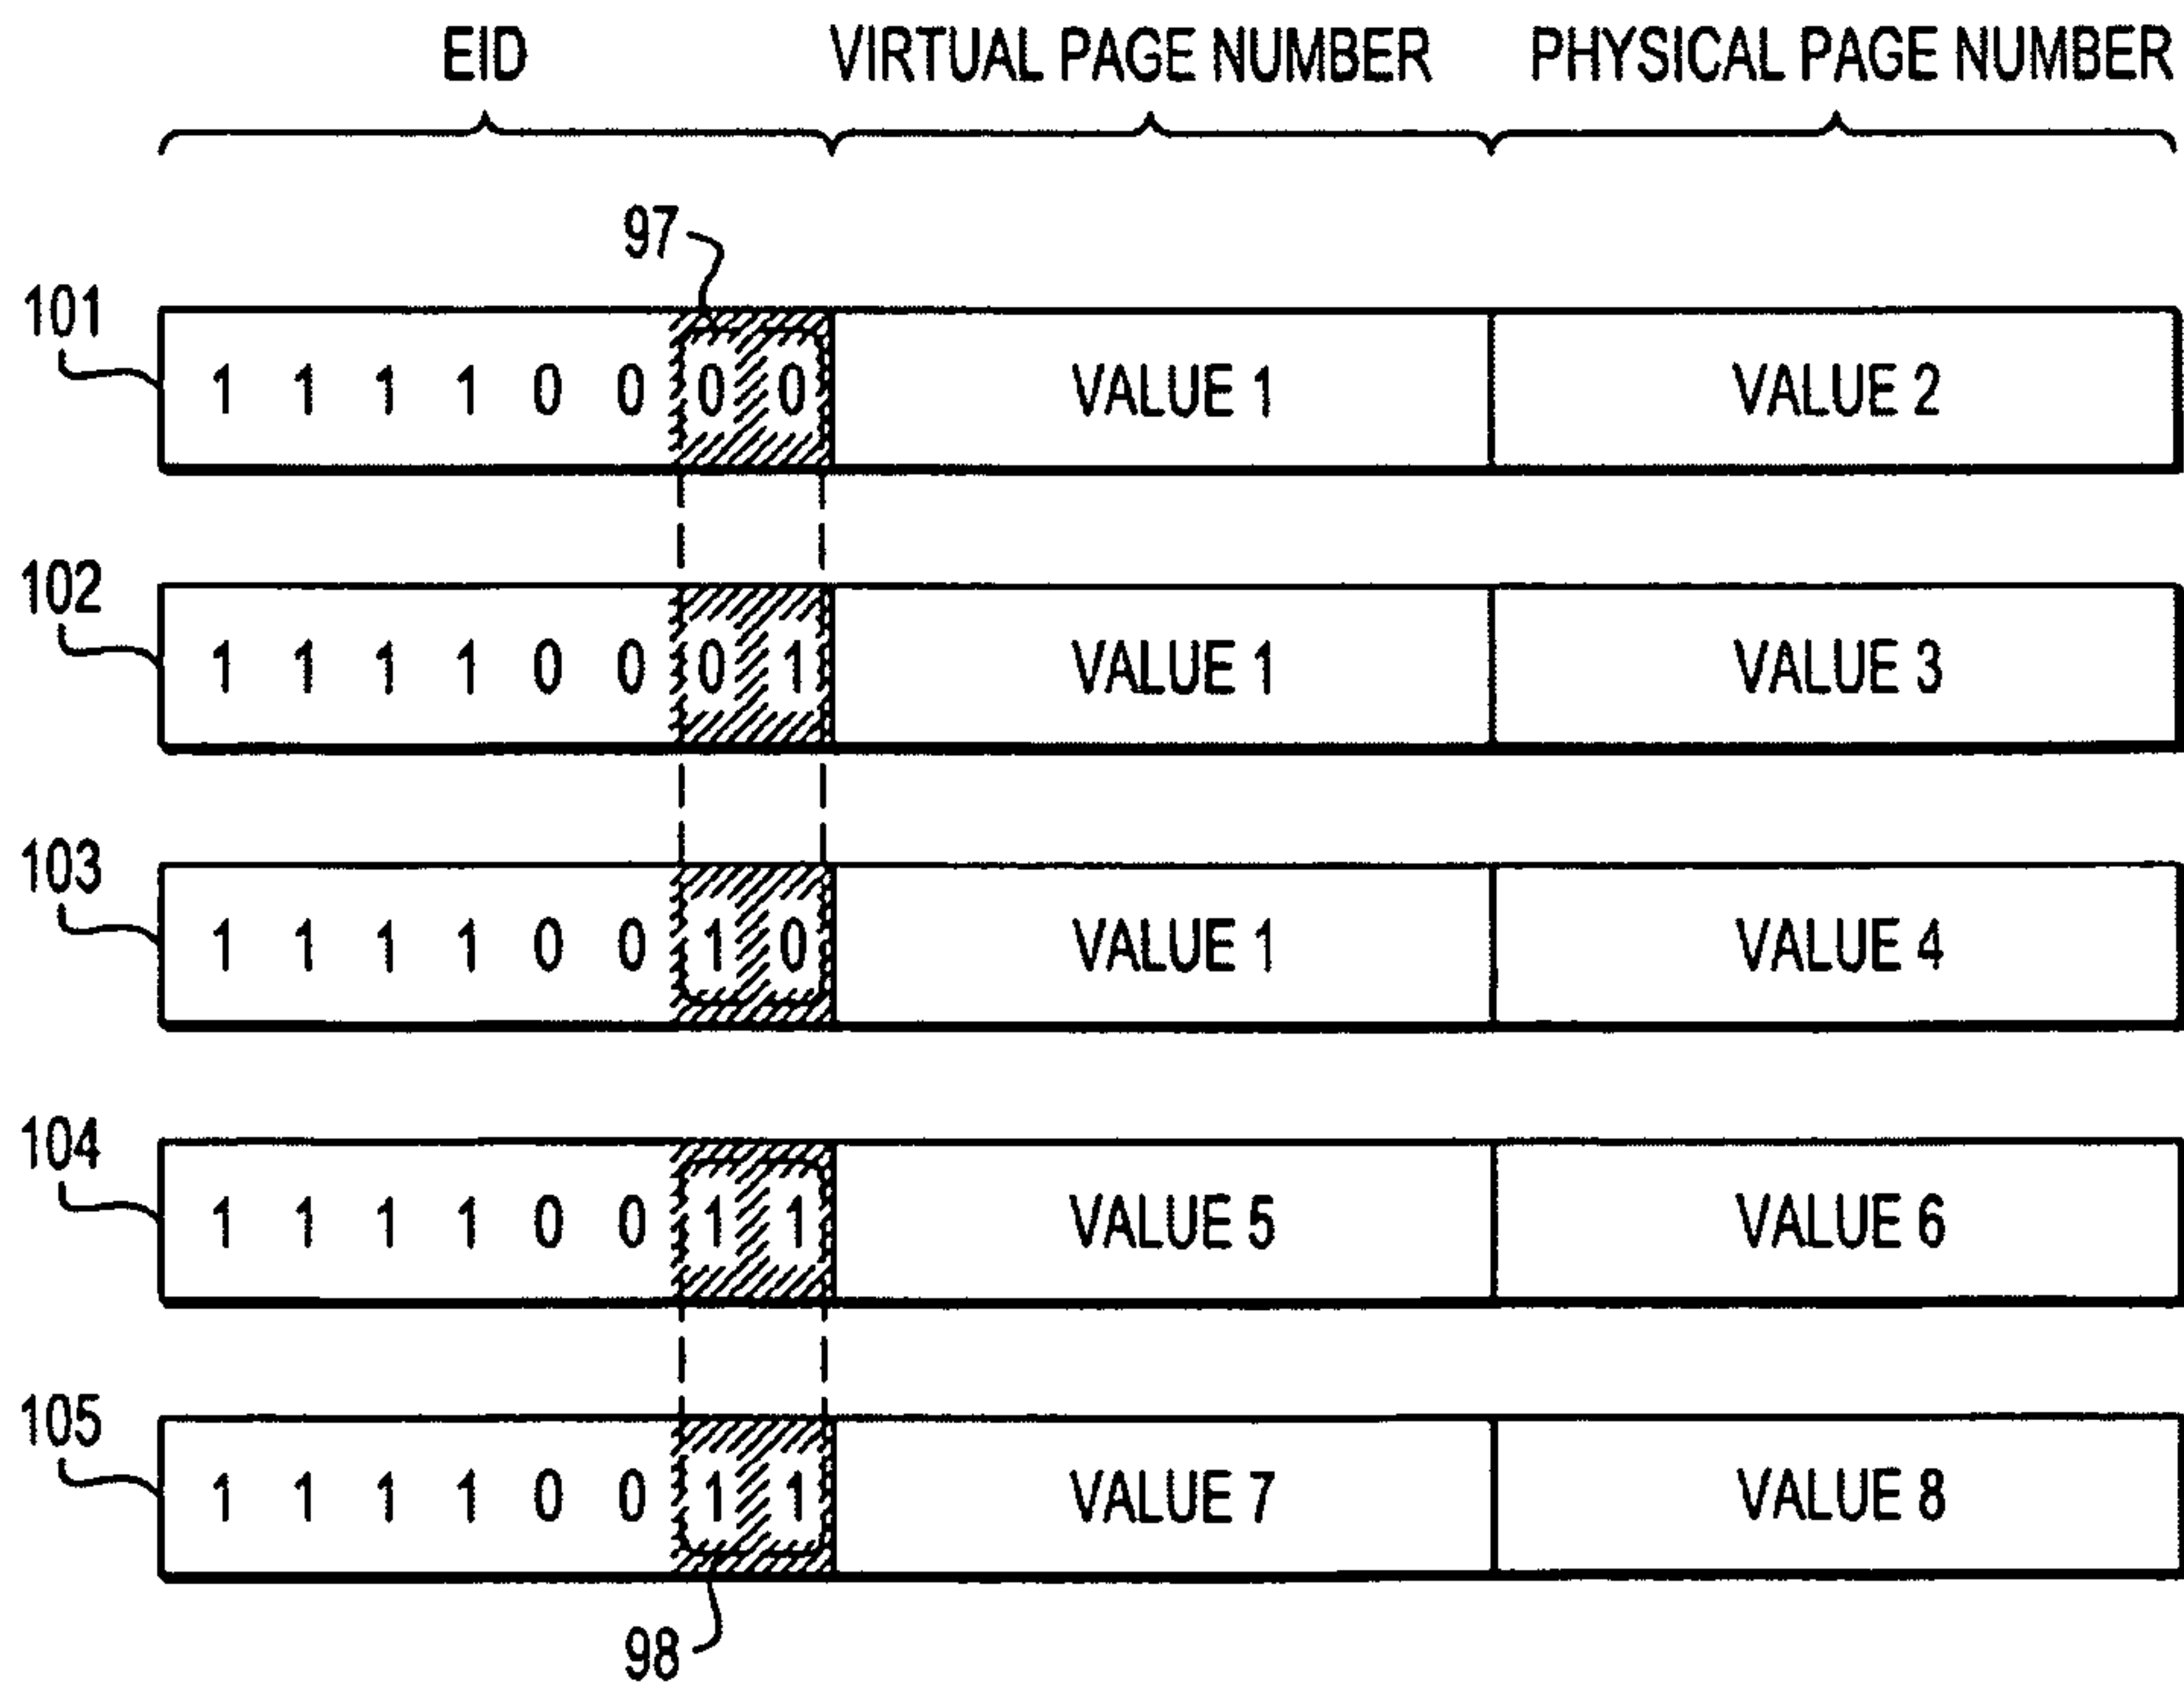 EID VIRTUAL PAGE NUMBER PHYSICAL PAGE NUMBER
97
101 1 1 1 1 0 0 0 0 VALUE 1 VALUE 2
102 1 1 1 1 0 0 0 1 VALUE 1 VALUE 3
103 1 1 1 1 0 0 1 0 VALUE 1 VALUE 4
104 1 1 1 1 0 0 1 1 VALUE 5 VALUE 6
105 1 1 1 1 0 0 1 1 VALUE 7 VALUE 8
98